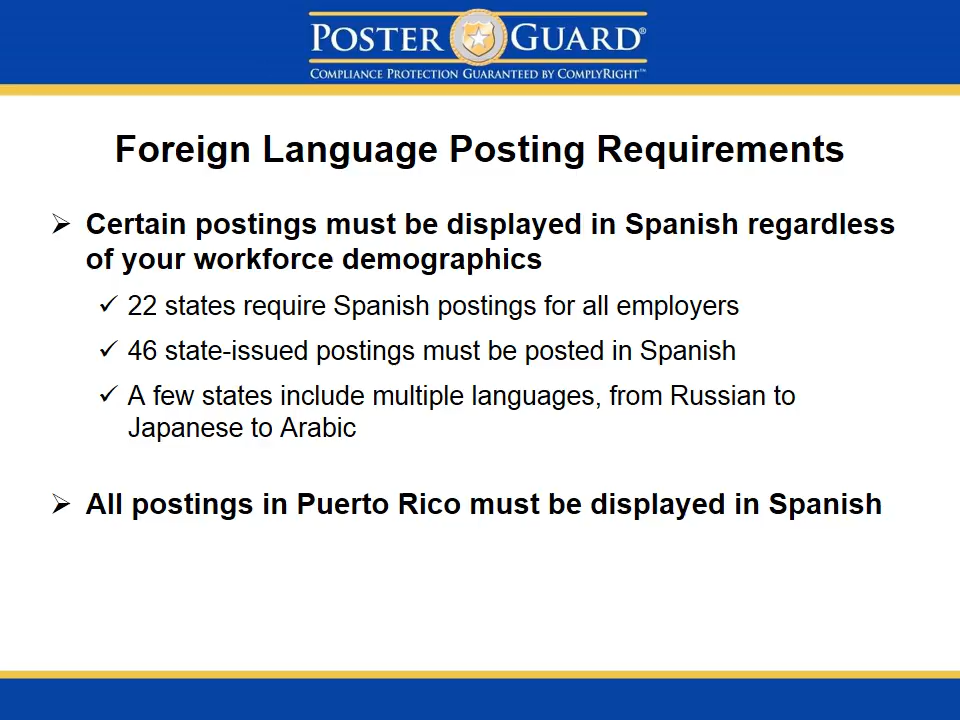 POSTER GUARD®
COMPLIANCE PROTECTION GUARANTEED BY COMPLYRIGHT™
Foreign Language Posting Requirements
➢ Certain postings must be displayed in Spanish regardless
of your workforce demographics
✓ 22 states require Spanish postings for all employers
✓ 46 state-issued postings must be posted in Spanish
✓ A few states include multiple languages, from Russian to
Japanese to Arabic
➢ All postings in Puerto Rico must be displayed in Spanish